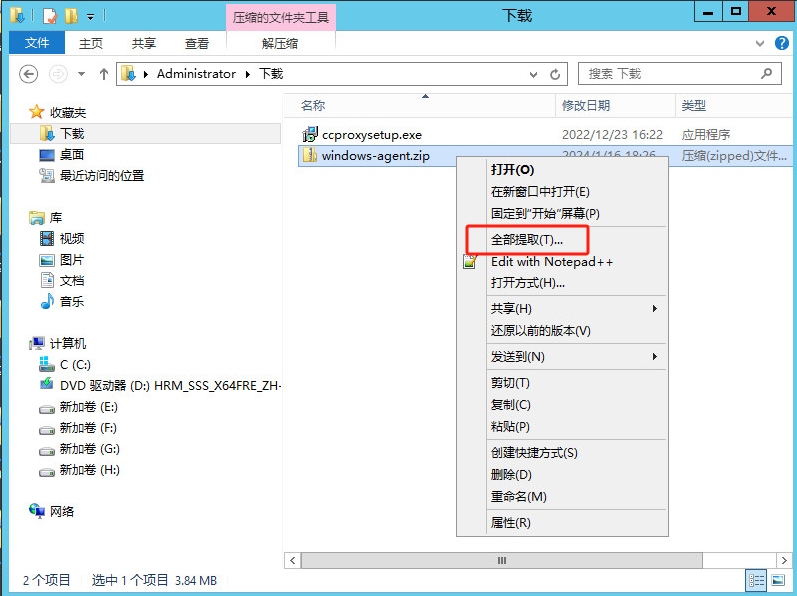 压缩的文件夹工具
下载
文件
主页
共享
查看
解压缩
Administrator
下载
搜索 下载
收藏夹
下载
桌面
最近访问的位置
库
视频
图片
文档
音乐
计算机
C (C:)
DVD 驱动器 (D:) HRM_SSS_X64FRE_ZH-
新加卷 (E:)
新加卷 (F:)
新加卷 (G:)
新加卷 (H:)
网络
名称
修改日期
类型
ccproxysetup.exe
2022/12/23 16:22
应用程序
windows-agent.zip
2024/1/16 18:26
压缩(zipped)文件...
打开(O)
在新窗口中打开(E)
固定到"开始"屏幕(P)
全部提取(T)...
Edit with Notepad++
打开方式(H)...
共享(H)
还原以前的版本(V)
发送到(N)
剪切(T)
复制(C)
粘贴(P)
创建快捷方式(S)
删除(D)
重命名(M)
属性(R)
2 个项目
选中 1 个项目 3.84 MB